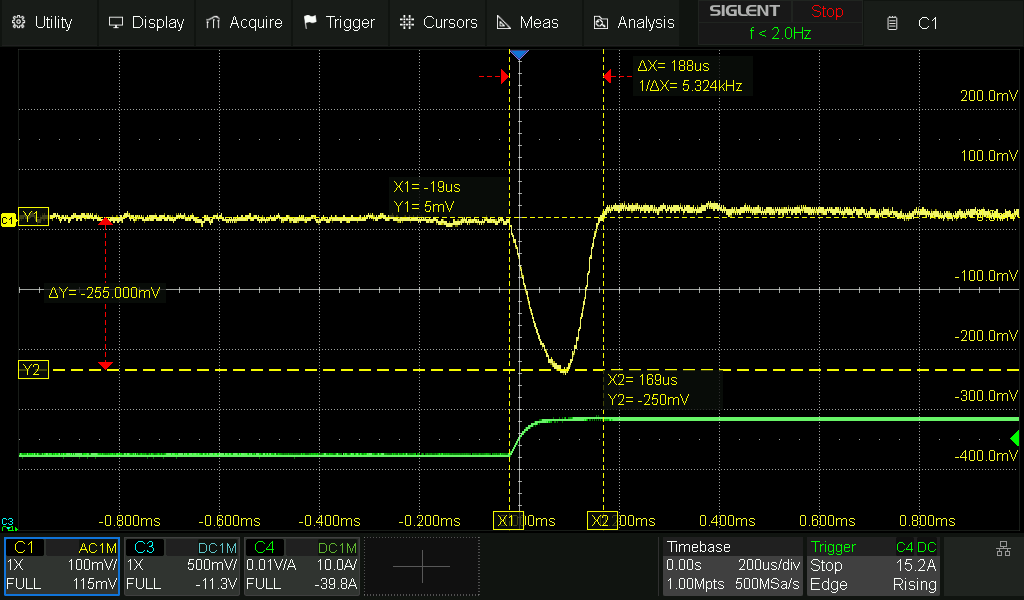 Utility Display Acquire Trigger Cursors Meas Analysis SIGLENT Stop C1
f < 2.0Hz
ΔX= 188us
1/ΔX= 5.324kHz
200.0mV
100.0mV
X1= -19us
Y1= 5mV
C1 Y1
-100.0mV
ΔY= -255.000mV
-200.0mV
Y2
X2= 169us
Y2= -250mV
-300.0mV
-400.0mV
C3
-0.800ms -0.600ms -0.400ms -0.200ms X1 X2 0.400ms 0.600ms 0.800ms
C1 AC1M C3 DC1M C4 DC1M Timebase Trigger C4 DC
1X 100mV/ 1X 500mV/ 0.01V/A 10.0A/ 0.00s 200us/div Stop 15.2A
FULL 115mV FULL -11.3V FULL -39.8A 1.00Mpts 500MSa/s Edge Rising